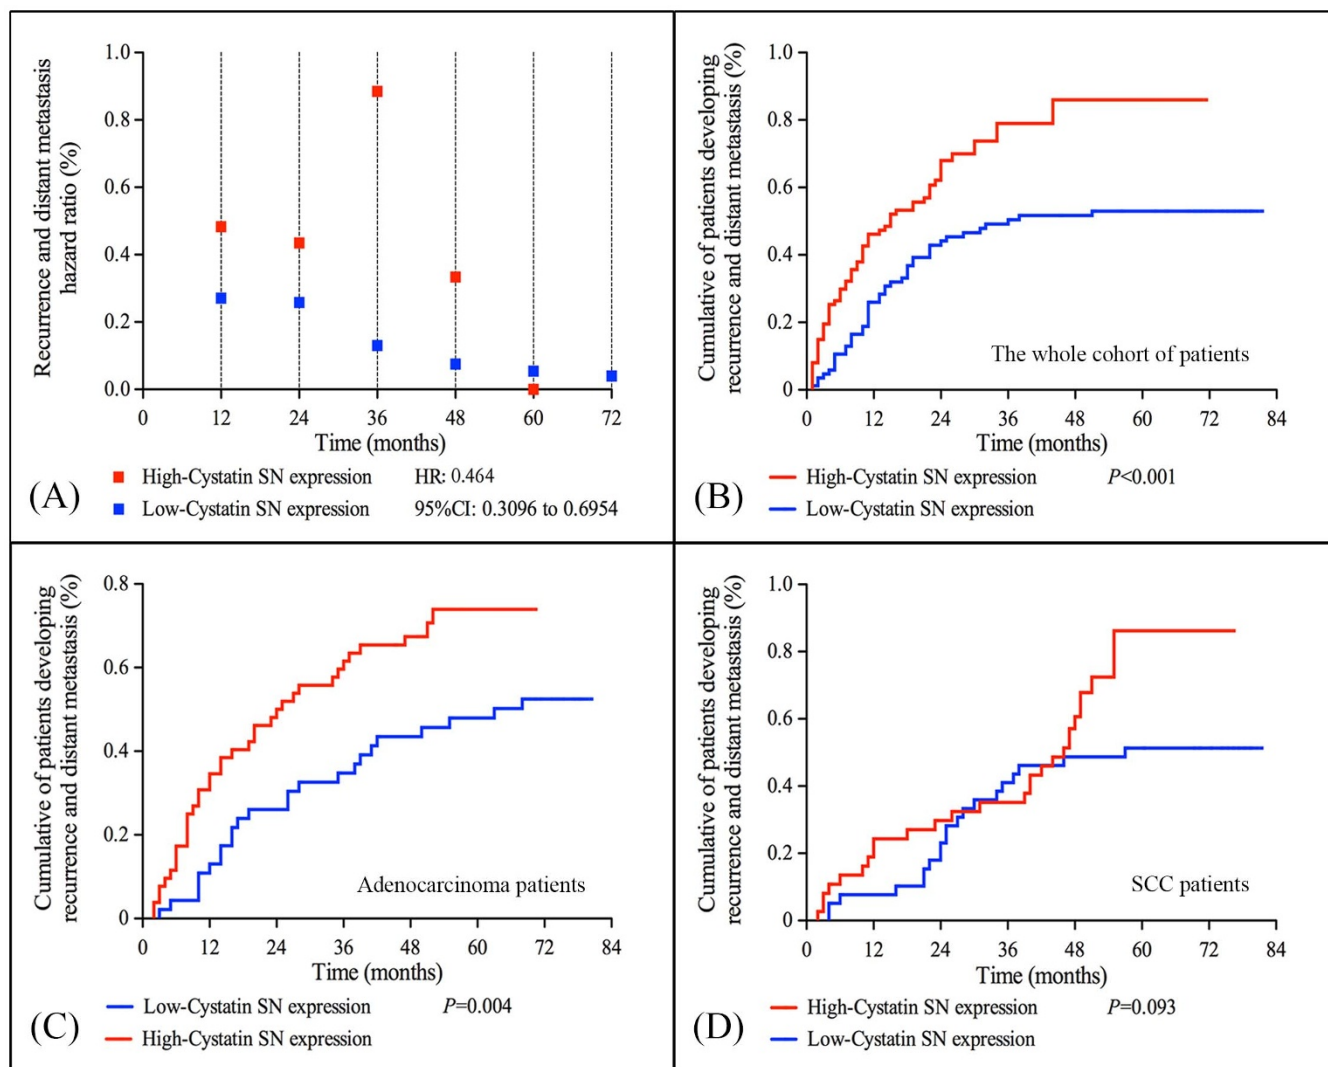 Recurrence and distant metastasis
hazard ratio (%)
1.0
0.8
0.6
0.4
0.2
0.0
0 12 24 36 48 60 72
Time (months)
High-Cystatin SN expression HR: 0.464
Low-Cystatin SN expression 95%CI: 0.3096 to 0.6954
(A)
Cumulative of patients developing
recurrence and distant metastasis (%)
1.0
0.8
0.6
0.4
0.2
0
The whole cohort of patients
0 12 24 36 48 60 72 84
Time (months)
High-Cystatin SN expression P<0.001
Low-Cystatin SN expression
(B)
Cumulative of patients developing
recurrence and distant metastasis (%)
0.8
0.6
0.4
0.2
0
Adenocarcinoma patients
0 12 24 36 48 60 72 84
Time (months)
Low-Cystatin SN expression P=0.004
High-Cystatin SN expression
(C)
Cumulative of patients developing
recurrence and distant metastasis (%)
1.0
0.8
0.6
0.4
0.2
0
SCC patients
0 12 24 36 48 60 72 84
Time (months)
High-Cystatin SN expression P=0.093
Low-Cystatin SN expression
(D)